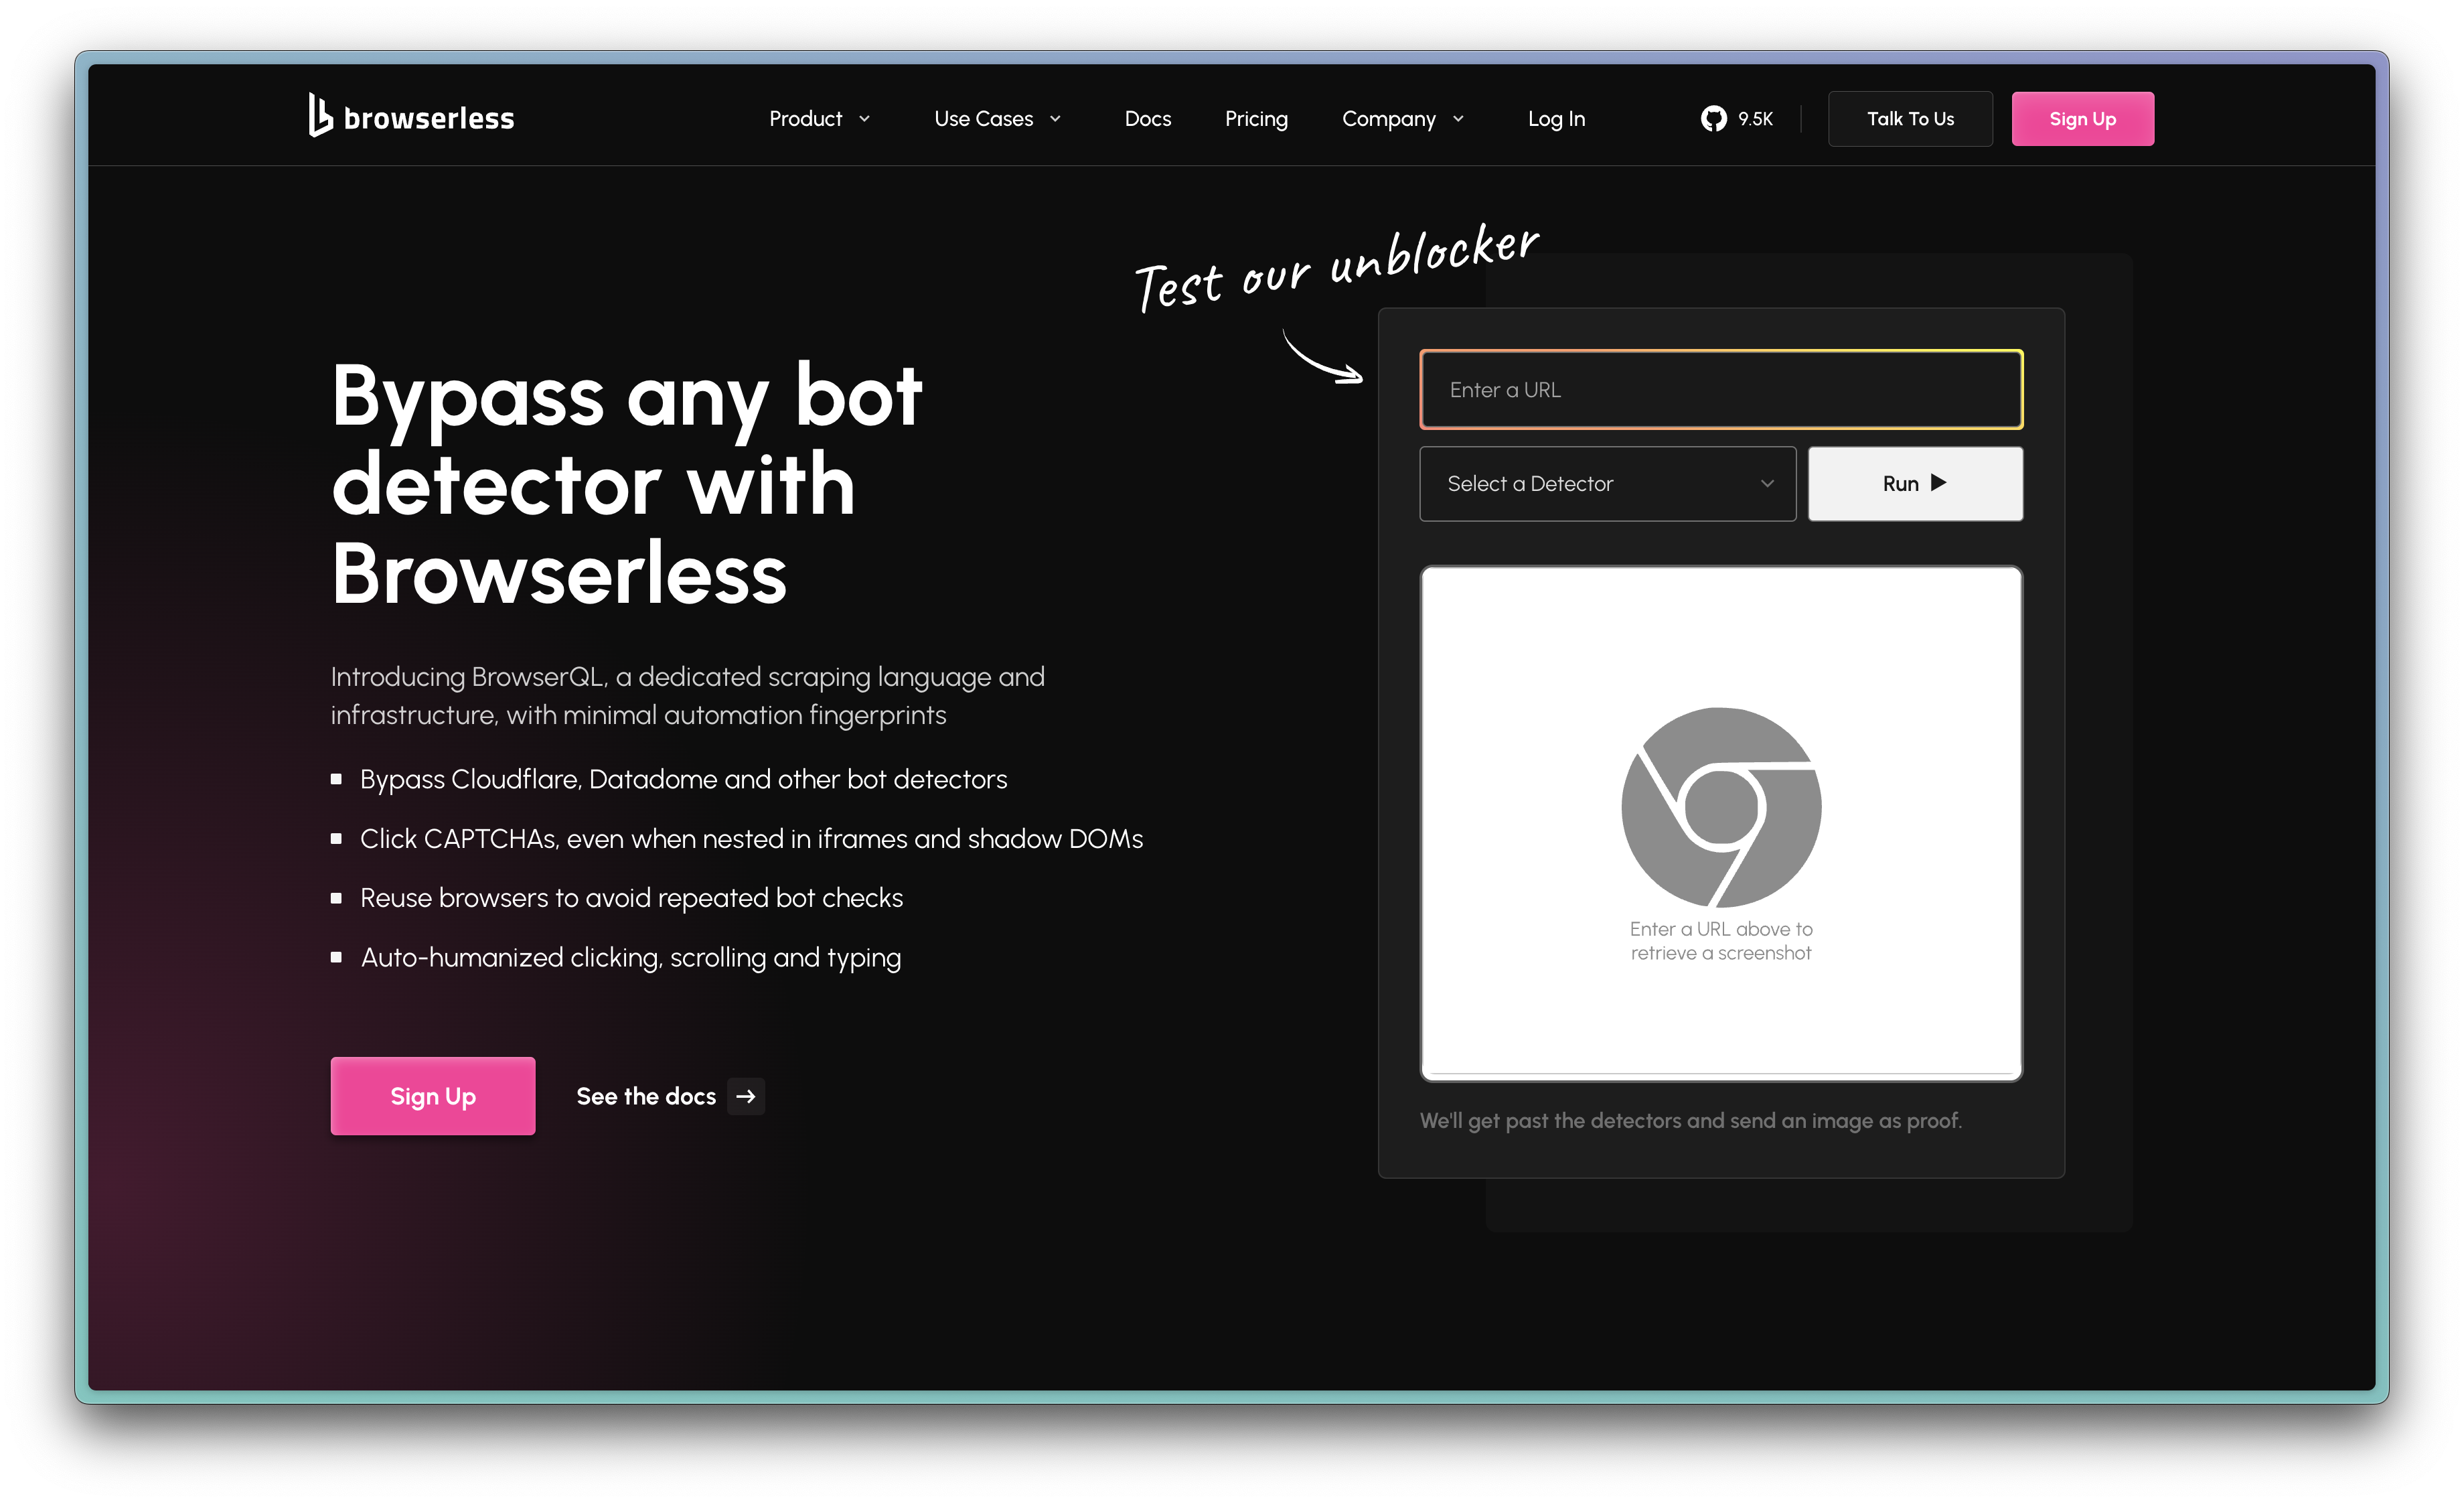 browserless
Product
Use Cases
Docs
Pricing
Company
Log In
9.5K
Talk To Us
Sign Up
Test our unblocker
Bypass any bot
detector with
Browserless
Introducing BrowserQL, a dedicated scraping language and
infrastructure, with minimal automation fingerprints
Bypass Cloudflare, Datadome and other bot detectors
Click CAPTCHAs, even when nested in iframes and shadow DOMs
Reuse browsers to avoid repeated bot checks
Auto-humanized clicking, scrolling and typing
Sign Up
See the docs
Enter a URL
Select a Detector
Run
Enter a URL above to
retrieve a screenshot
We'll get past the detectors and send an image as proof.